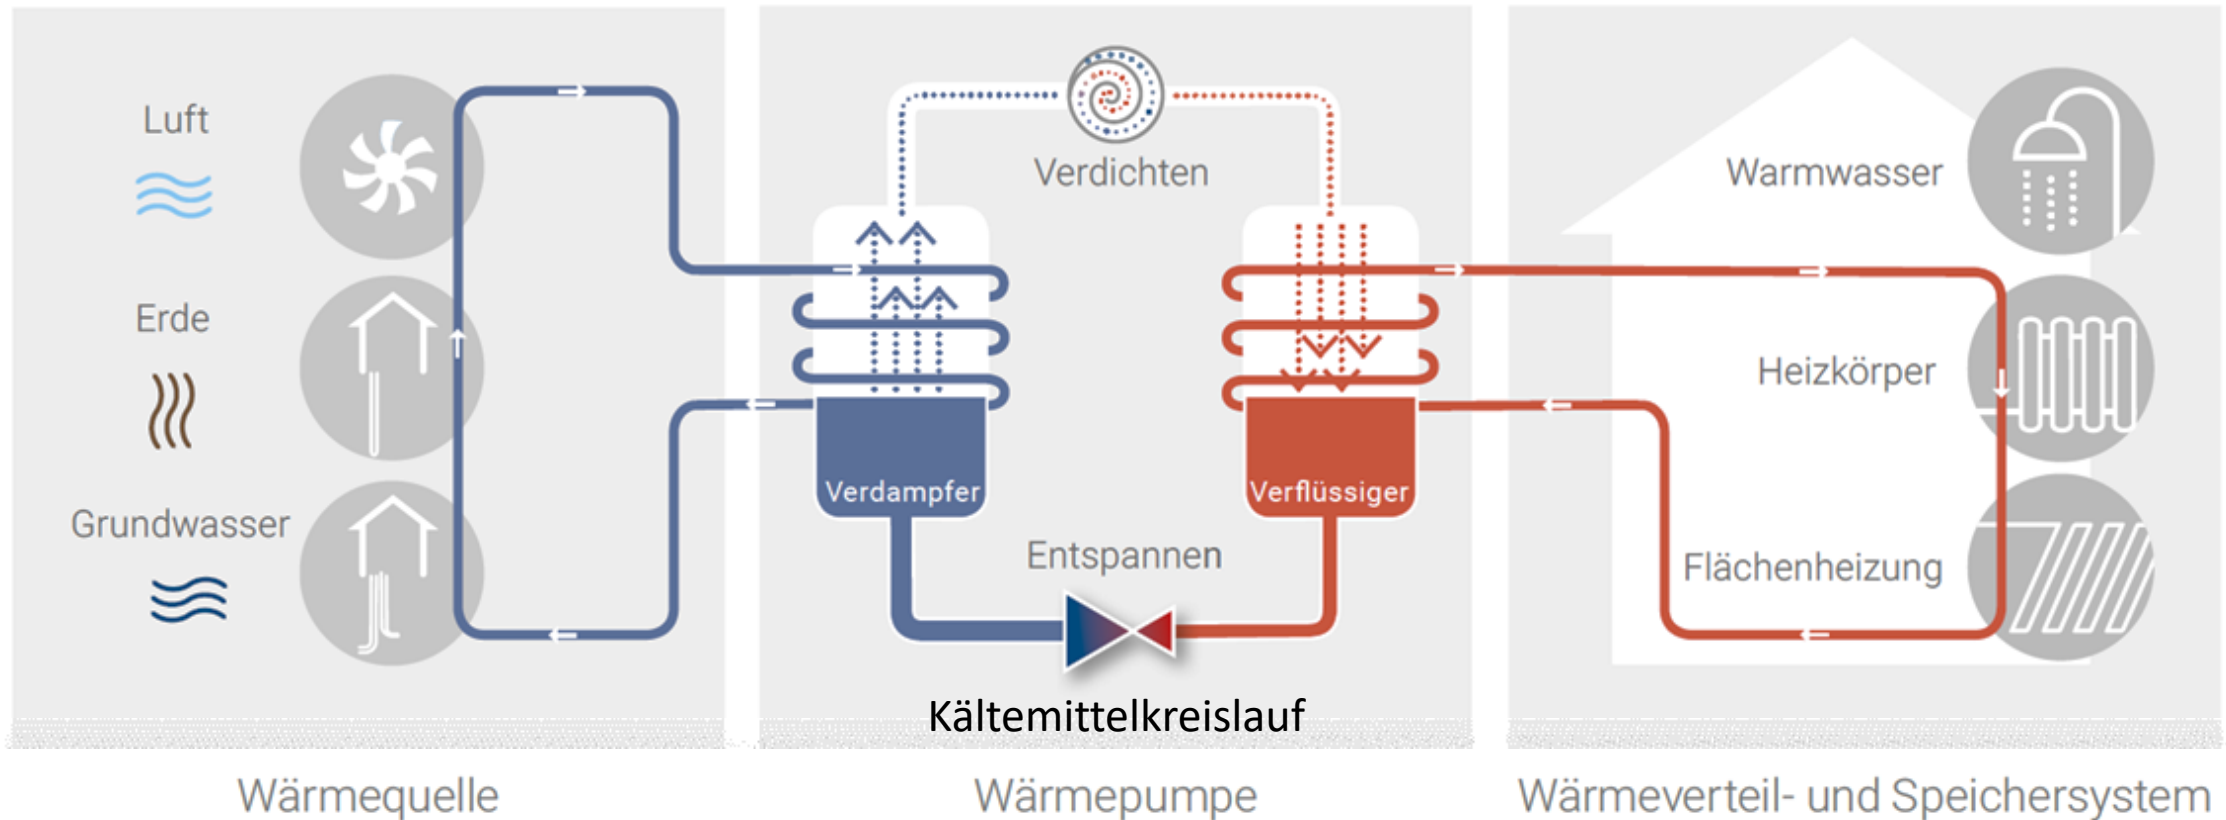 Luft
Erde
Grundwasser
Wärmequelle
Verdichten
Verdampfer
Verflüssiger
Entspannen
Kältemittelkreislauf
Wärmepumpe
Warmwasser
Heizkörper
Flächenheizung
Wärmeverteil- und Speichersystem